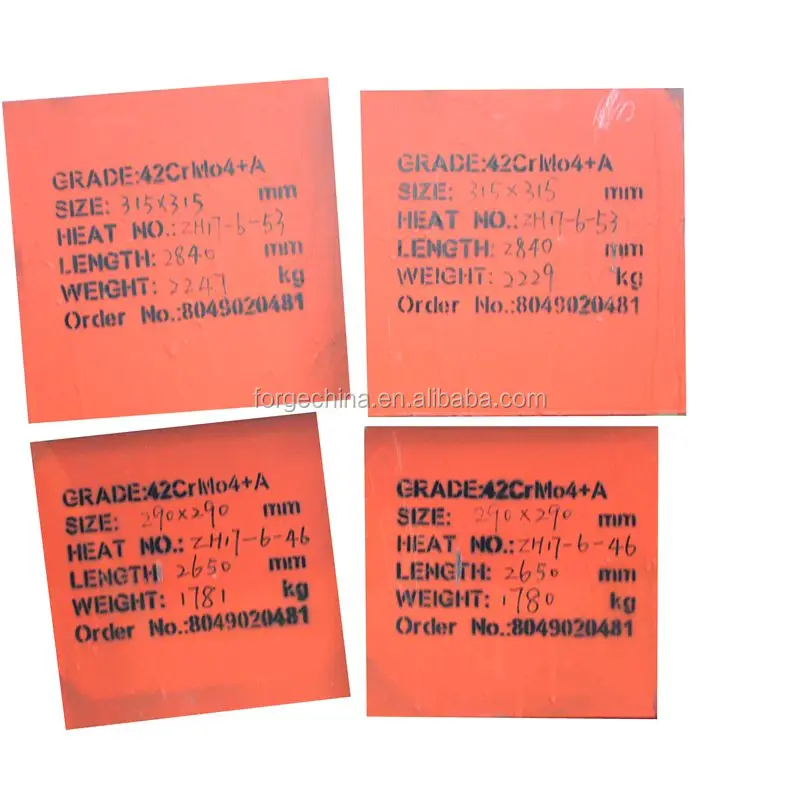 GRADE:42CrMo4+A
SIZE: 315×315 mm
HEAT NO.: ZH17-6-53
LENGTH: 2840 mm
WEIGHT: 2247 kg
Order No.:8049020481
GRADE:42CrMo4+A
SIZE: 315×315 mm
HEAT NO.: ZH17-6-53
LENGTH: 2840 mm
WEIGHT: 2229 kg
Order No.:8049020481
forgechina.en.alibaba.com
GRADE:42CrMo4+A
SIZE: 290×290 mm
HEAT NO.: ZH17-6-46
LENGTH: 2650 mm
WEIGHT: 1781 kg
Order No.:8049020481
GRADE:42CrMo4+A
SIZE: 290×290 mm
HEAT NO.: ZH17-6-46
LENGTH: 2650 mm
WEIGHT: 1780 kg
Order No.:8049020481